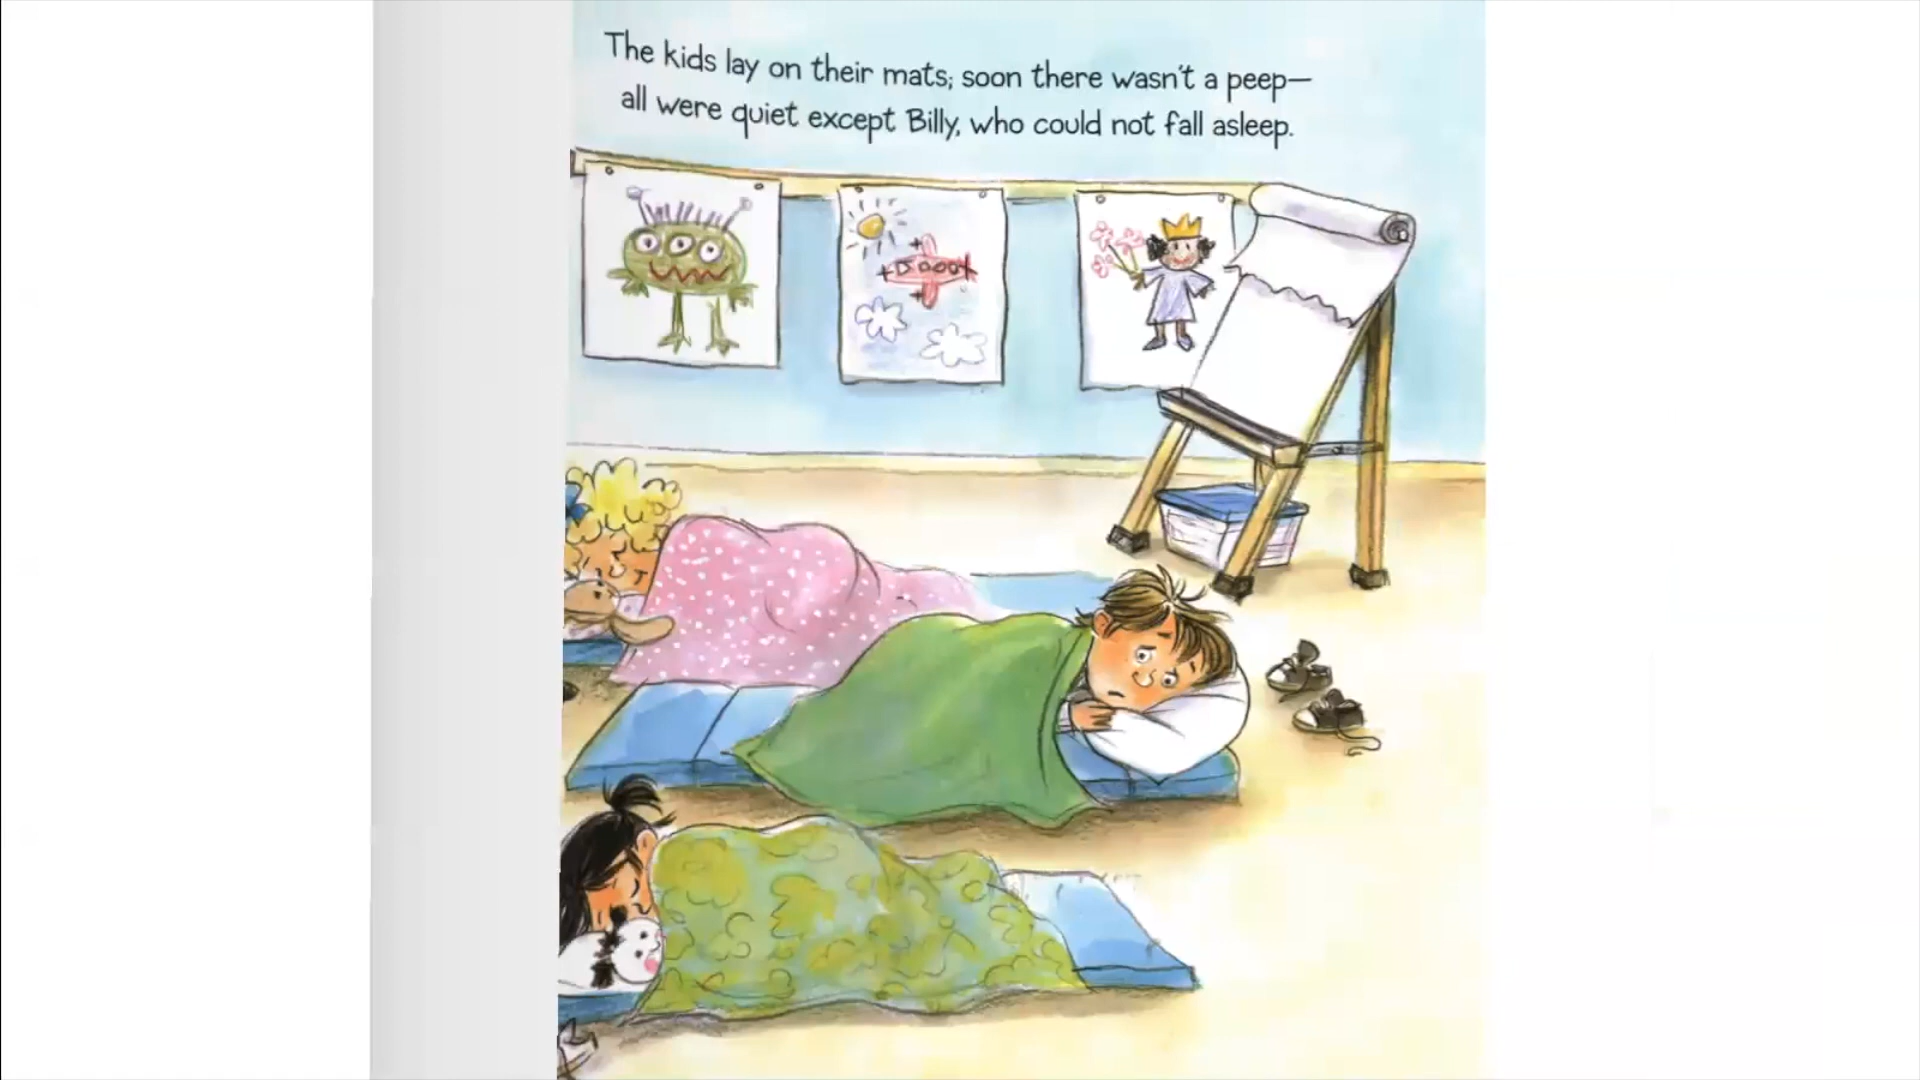 The kids lay on their mats; soon there wasn't a peep—
all were quiet except Billy, who could not fall asleep.